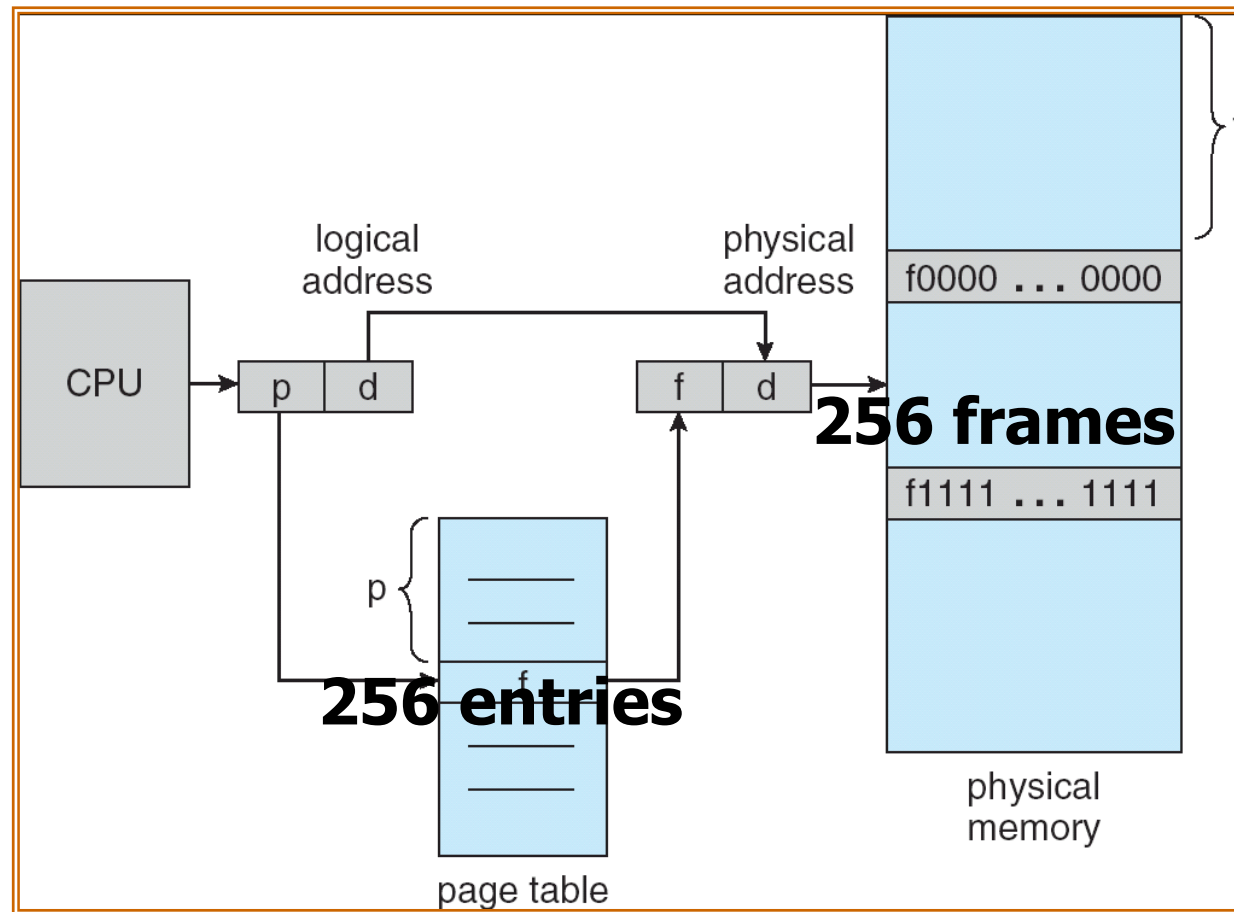 logical
address
physical
address
f0000 ... 0000
CPU
p
d
f
d
256 frames
f1111 ... 1111
p
f
256 entries
physical
memory
page table